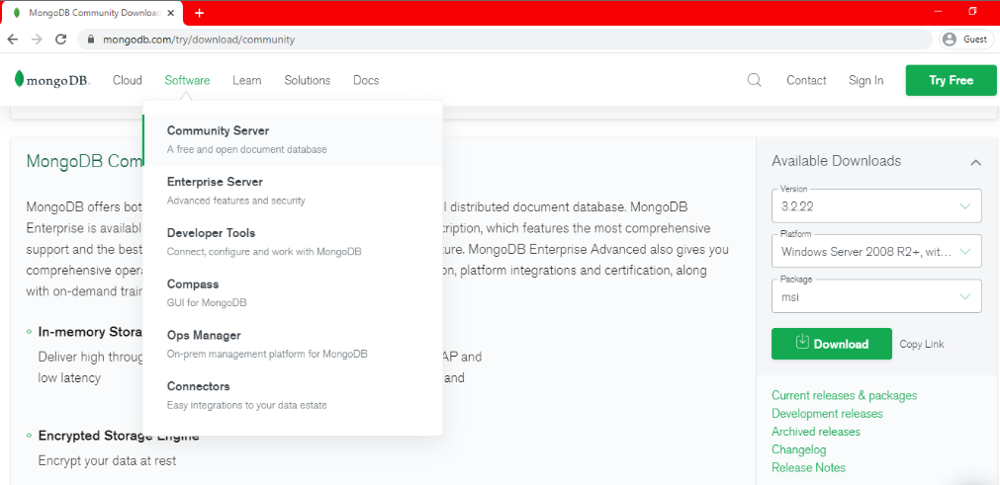 MongoDB Community Download
mongodb.com/try/download/community
Guest
mongoDB.
Cloud
Software
Learn
Solutions
Docs
Contact
Sign In
Try Free
Community Server
A free and open document database
Enterprise Server
Advanced features and security
Developer Tools
Connect, configure and work with MongoDB
Compass
GUI for MongoDB
Ops Manager
On-prem management platform for MongoDB
Connectors
Easy integrations to your data estate
MongoDB Com
MongoDB offers bot l distributed document database. MongoDB
Enterprise is availabl cription, which features the most comprehensive
support and the best ture. MongoDB Enterprise Advanced also gives you
comprehensive opera on, platform integrations and certification, along
with on-demand train
In-memory Stora
Deliver high throug AP and
low latency and
Encrypted Storage Engine
Encrypt your data at rest
Available Downloads
Version
3.2.22
Platform
Windows Server 2008 R2+, wit...
Package
msi
Download
Copy Link
Current releases & packages
Development releases
Archived releases
Changelog
Release Notes